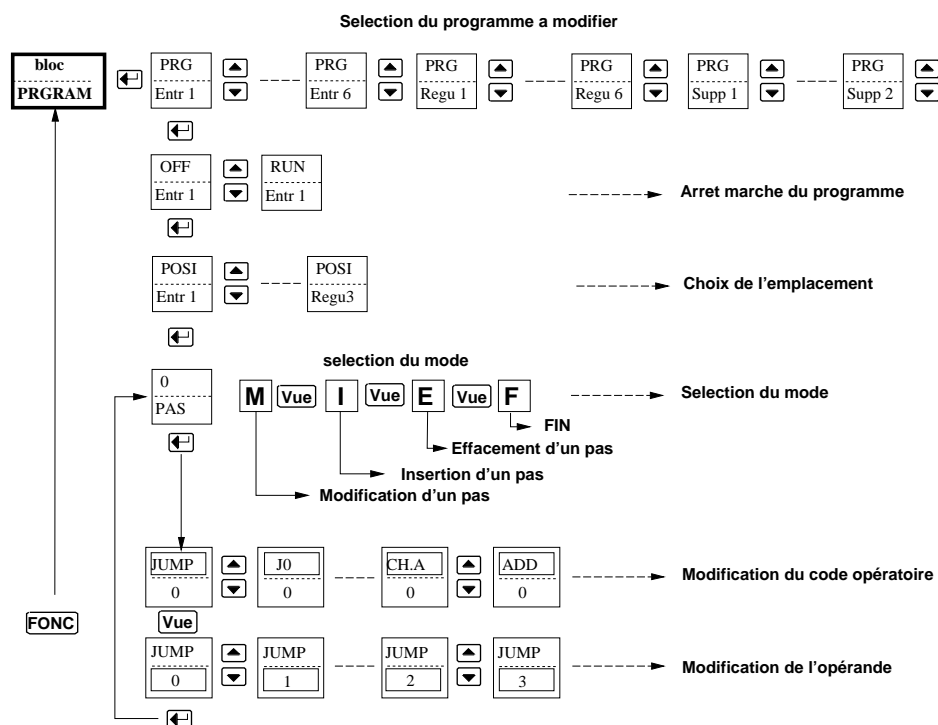 Selection du programme a modifier
bloc
PRGRAM
PRG
Entr 1
PRG
Entr 6
PRG
Regu 1
PRG
Regu 6
PRG
Supp 1
PRG
Supp 2
OFF
Entr 1
RUN
Entr 1
Arret marche du programme
POSI
Entr 1
POSI
Regu3
Choix de l'emplacement
selection du mode
0
PAS
M Vue I Vue E Vue F
Selection du mode
FIN
Effacement d'un pas
Insertion d'un pas
Modification d'un pas
JUMP
0
J0
0
CH.A
0
ADD
0
Modification du code opératoire
FONC
Vue
JUMP
0
JUMP
1
JUMP
2
JUMP
3
Modification de l'opérande